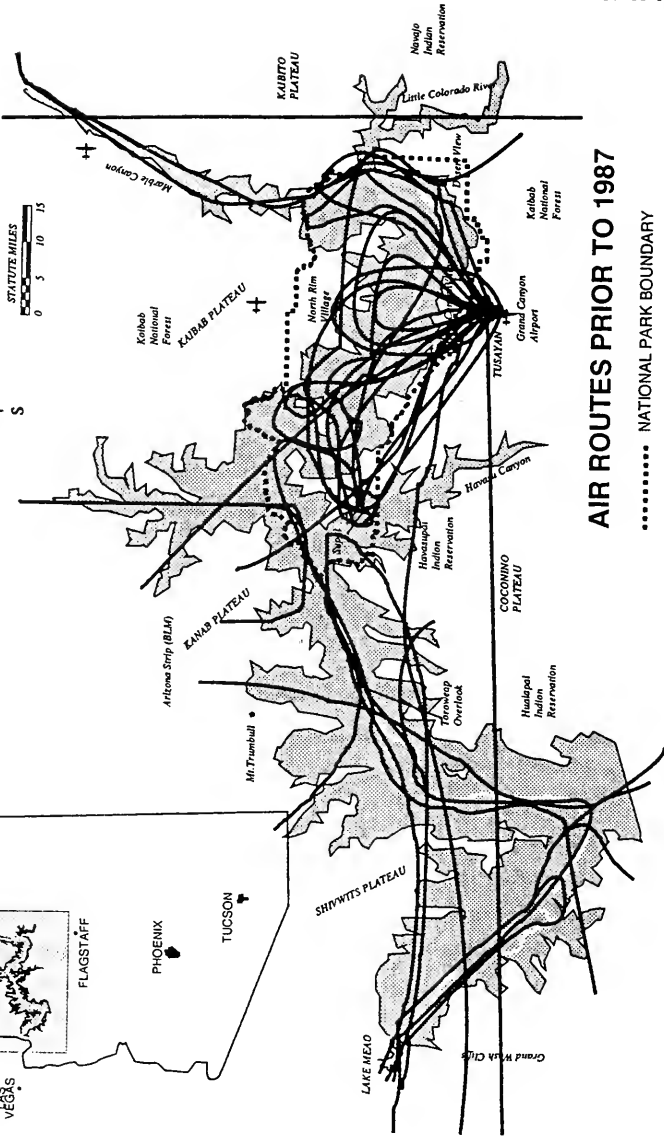 STATUTE MILES
0 5 10 15
S
Navajo
Indian
Reservation
KAIBITO
PLATEAU
Little Colorado River
Marble Canyon
Desert View
Kaibab
National
Forest
Kaibab
National
Forest
KAIBAB PLATEAU
North Rim
Village
TUSAYAN
Grand Canyon
Airport
Havasu Canyon
Supai
Havasupai
Indian
Reservation
COCONINO
PLATEAU
KANAB PLATEAU
Arizona Strip (BLM)
Mt. Trumbull
Toroweap
Overlook
Hualapai
Indian
Reservation
SHIVWITS PLATEAU
LAKE MEAD
Grand Wash Cliffs
VEGAS
FLAGSTAFF
PHOENIX
TUCSON
AIR ROUTES PRIOR TO 1987
NATIONAL PARK BOUNDARY